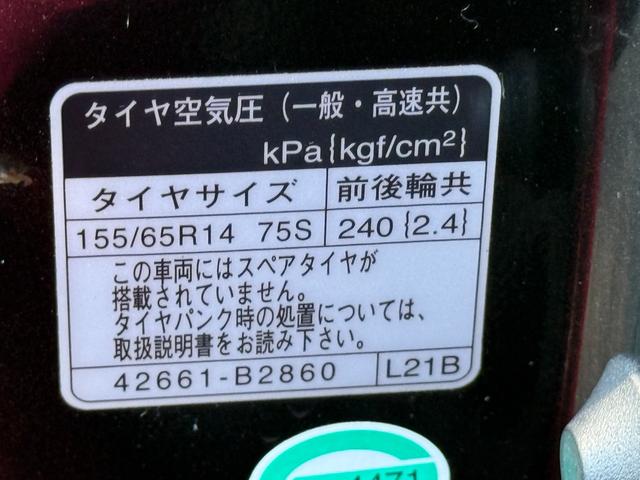 タイヤ空気圧（一般・高速共）
kPa{kgf/cm²}
タイヤサイズ 前後輪共
155/65R14 75S 240{2.4}
この車両にはスペアタイヤが
搭載されていません。
タイヤパンク時の処置については、
取扱説明書をお読み下さい。
42661-B2860 L21B